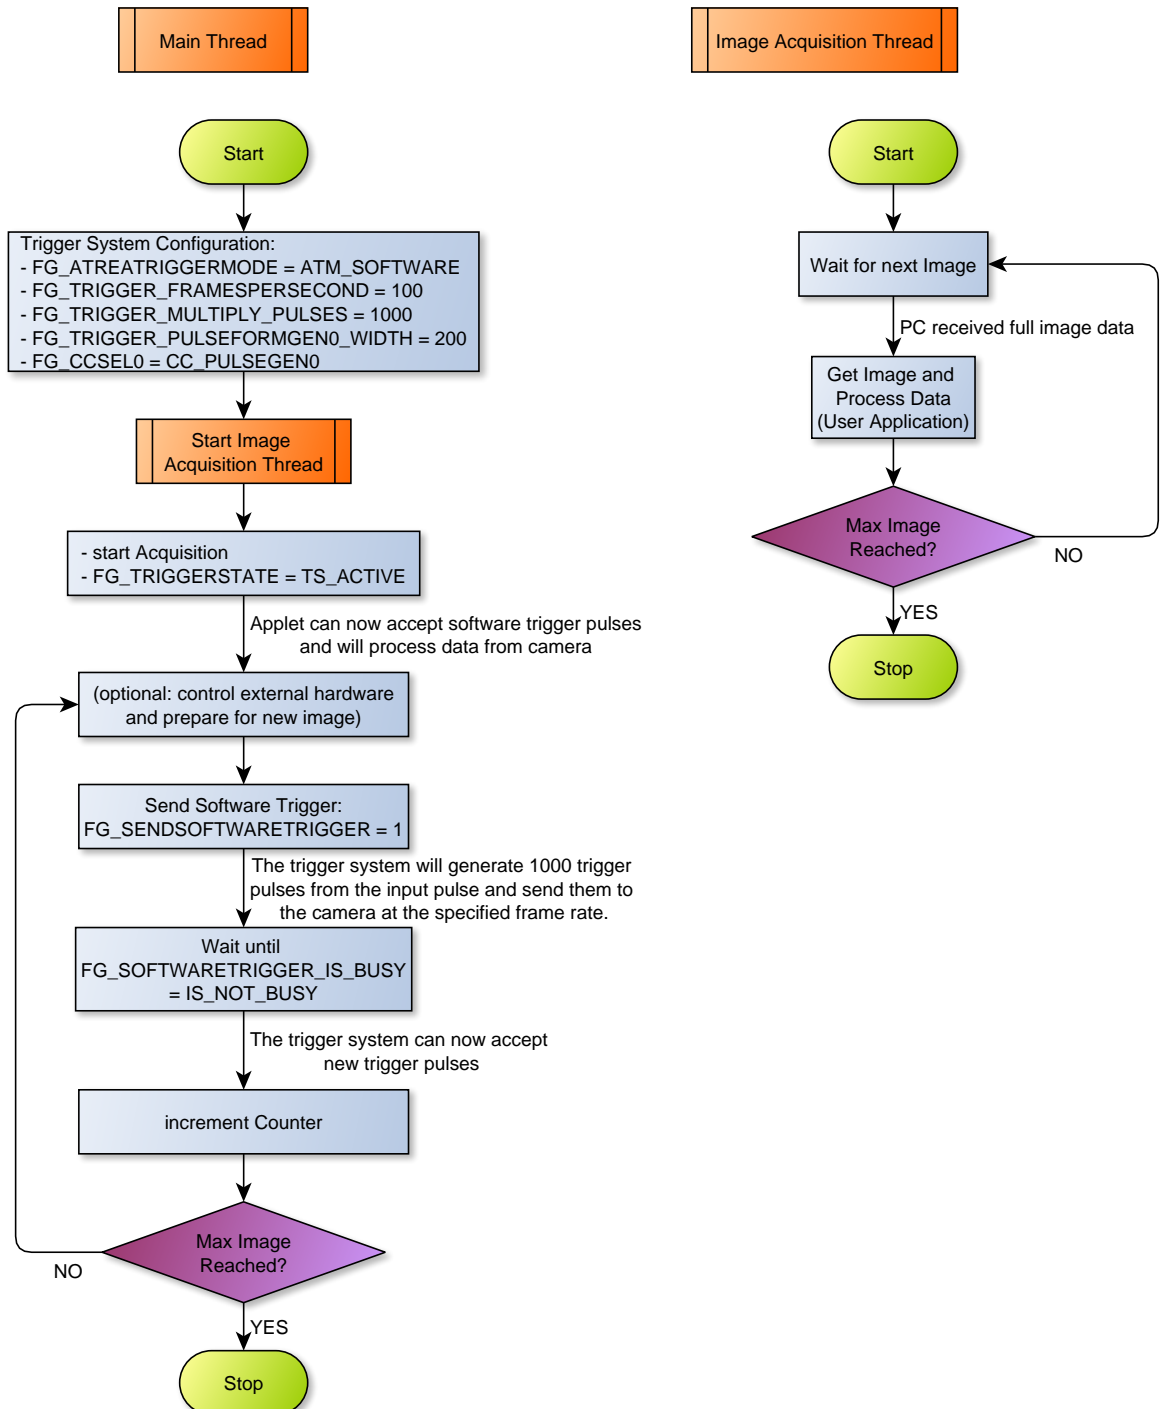 Main Thread
Start
Trigger System Configuration:
- FG_ATREATRIGGERMODE = ATM_SOFTWARE
- FG_TRIGGER_FRAMESPERSECOND = 100
- FG_TRIGGER_MULTIPLY_PULSES = 1000
- FG_TRIGGER_PULSEFORMGEN0_WIDTH = 200
- FG_CCSEL0 = CC_PULSEGEN0
Start Image
Acquisition Thread
- start Acquisition
- FG_TRIGGERSTATE = TS_ACTIVE
Applet can now accept software trigger pulses
and will process data from camera
(optional: control external hardware
and prepare for new image)
Send Software Trigger:
FG_SENDSOFTWARETRIGGER = 1
The trigger system will generate 1000 trigger
pulses from the input pulse and send them to
the camera at the specified frame rate.
Wait until
FG_SOFTWARETRIGGER_IS_BUSY
= IS_NOT_BUSY
The trigger system can now accept
new trigger pulses
increment Counter
Max Image
Reached?
NO
YES
Stop
Image Acquisition Thread
Start
Wait for next Image
PC received full image data
Get Image and
Process Data
(User Application)
Max Image
Reached?
NO
YES
Stop